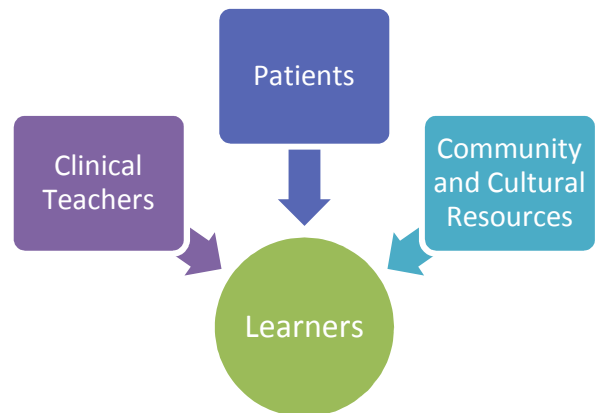 Patients
Clinical
Teachers
Community
and Cultural
Resources
Learners